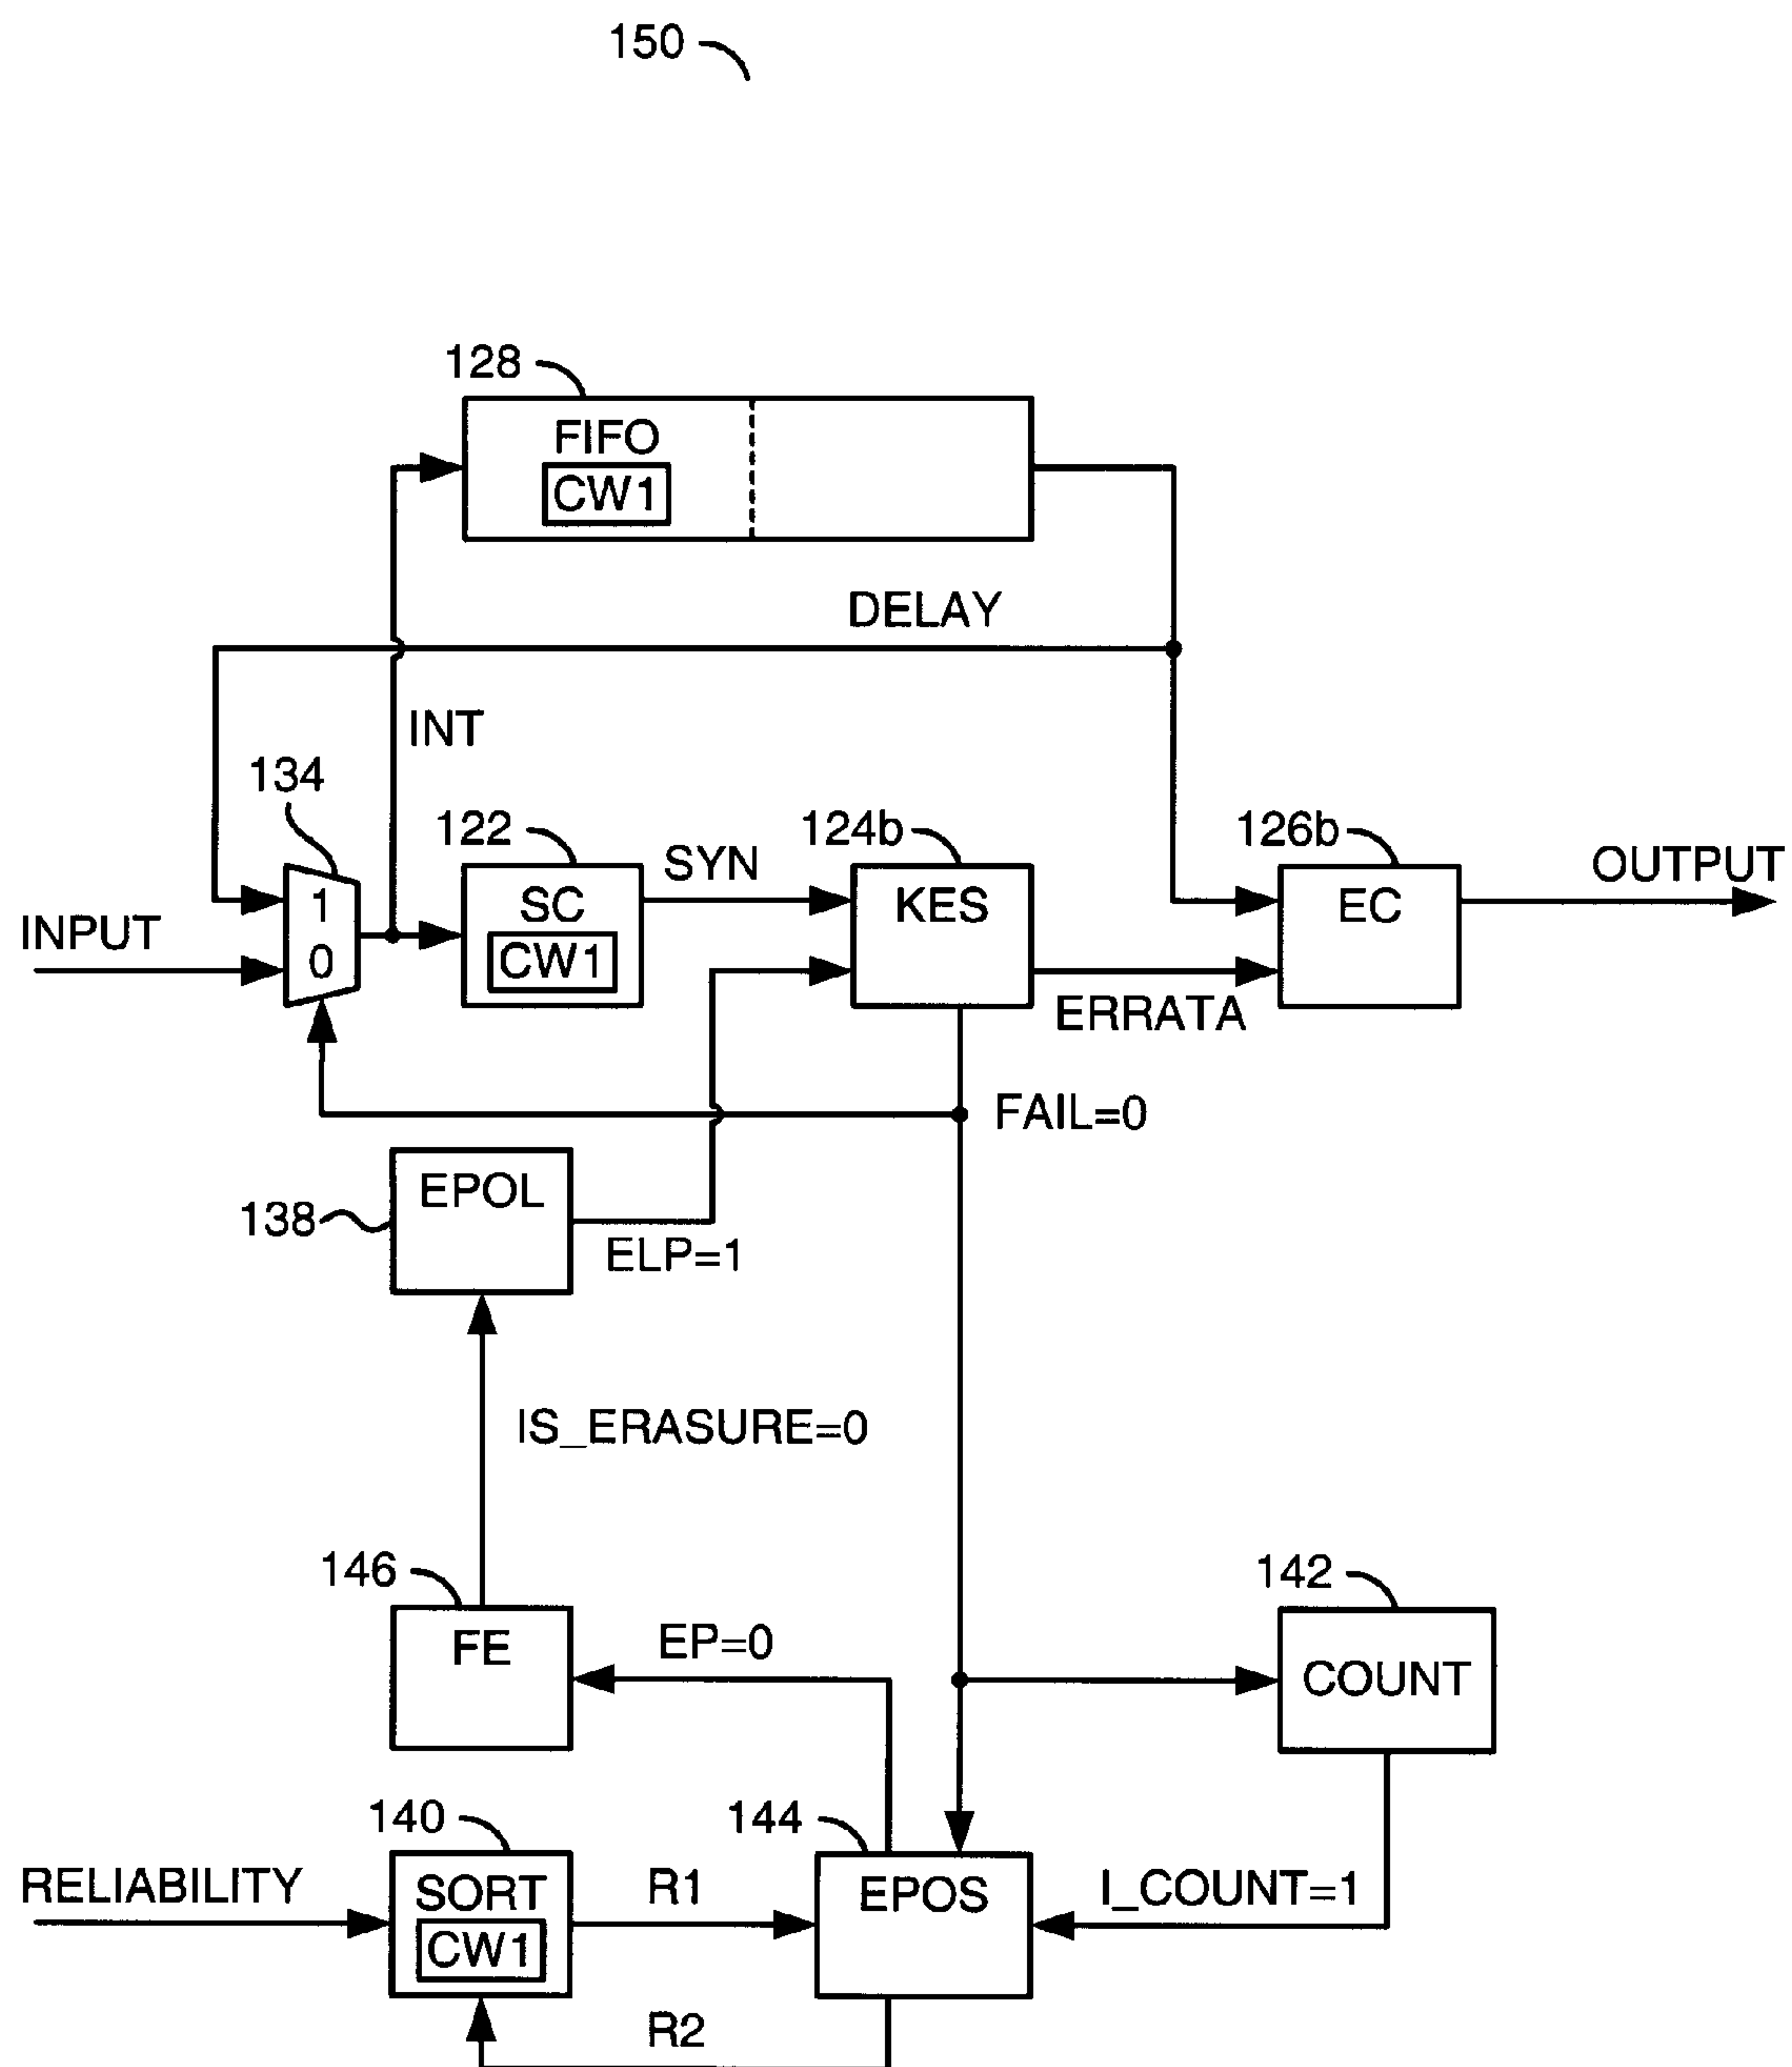 150
128
FIFO
CW1
DELAY
INT
134
122
124b
126b
SYN
OUTPUT
1
SC
KES
EC
INPUT
0
CW1
ERRATA
FAIL=0
EPOL
138
ELP=1
IS_ERASURE=0
146
142
FE
EP=0
COUNT
140
144
RELIABILITY
SORT
R1
EPOS
I_COUNT=1
CW1
R2